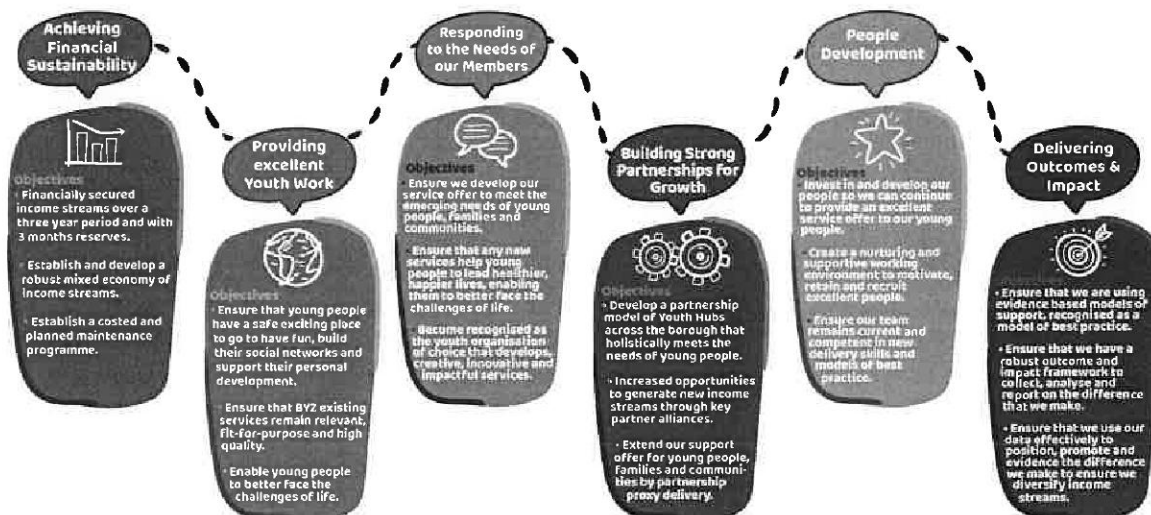 Achieving
Financial
Sustainability
Objectives
• Financially secured
income streams over a
three year period and with
3 months reserves.
• Establish and develop a
robust mixed economy of
income streams.
• Establish a costed and
planned maintenance
programme.
Providing
excellent
Youth Work
Objectives
• Ensure that young people
have a safe exciting place
to go to have fun, build
their social networks and
support their personal
development.
• Ensure that BYZ existing
services remain relevant,
fit-for-purpose and high
quality.
• Enable young people
to better face the
challenges of life.
Responding
to the Needs of
our Members
Objectives
• Ensure we develop our
service offer to meet the
emerging needs of young
people, families and
communities.
• Ensure that any new
services help young
people to lead healthier,
happier lives, enabling
them to better face the
challenges of life.
• Become recognised as
the youth organisation
of choice that develops,
creative, innovative and
impactful services.
Building Strong
Partnerships for
Growth
Objectives
• Develop a partnership
model of Youth Hubs
across the borough that
holistically meets the
needs of young people.
• Increased opportunities
to generate new income
streams through key
partner alliances.
• Extend our support
offer for young people,
families and communi-
ties by partnership
proxy delivery.
People
Development
Objectives
• Invest in and develop our
people so we can continue
to provide an excellent
service offer to our young
people.
• Create a nurturing and
supportive working
environment to motivate,
retain and recruit
excellent people.
• Ensure our team
remains current and
competent in new
delivery skills and
models of best
practice.
Delivering
Outcomes &
Impact
• Ensure that we are using
evidence based models of
support, recognised as a
model of best practice.
• Ensure that we have a
robust outcome and
impact framework to
collect, analyse and
report on the difference
that we make.
• Ensure that we use our
data effectively to
position, promote and
evidence the difference
we make to ensure we
diversify income
streams.